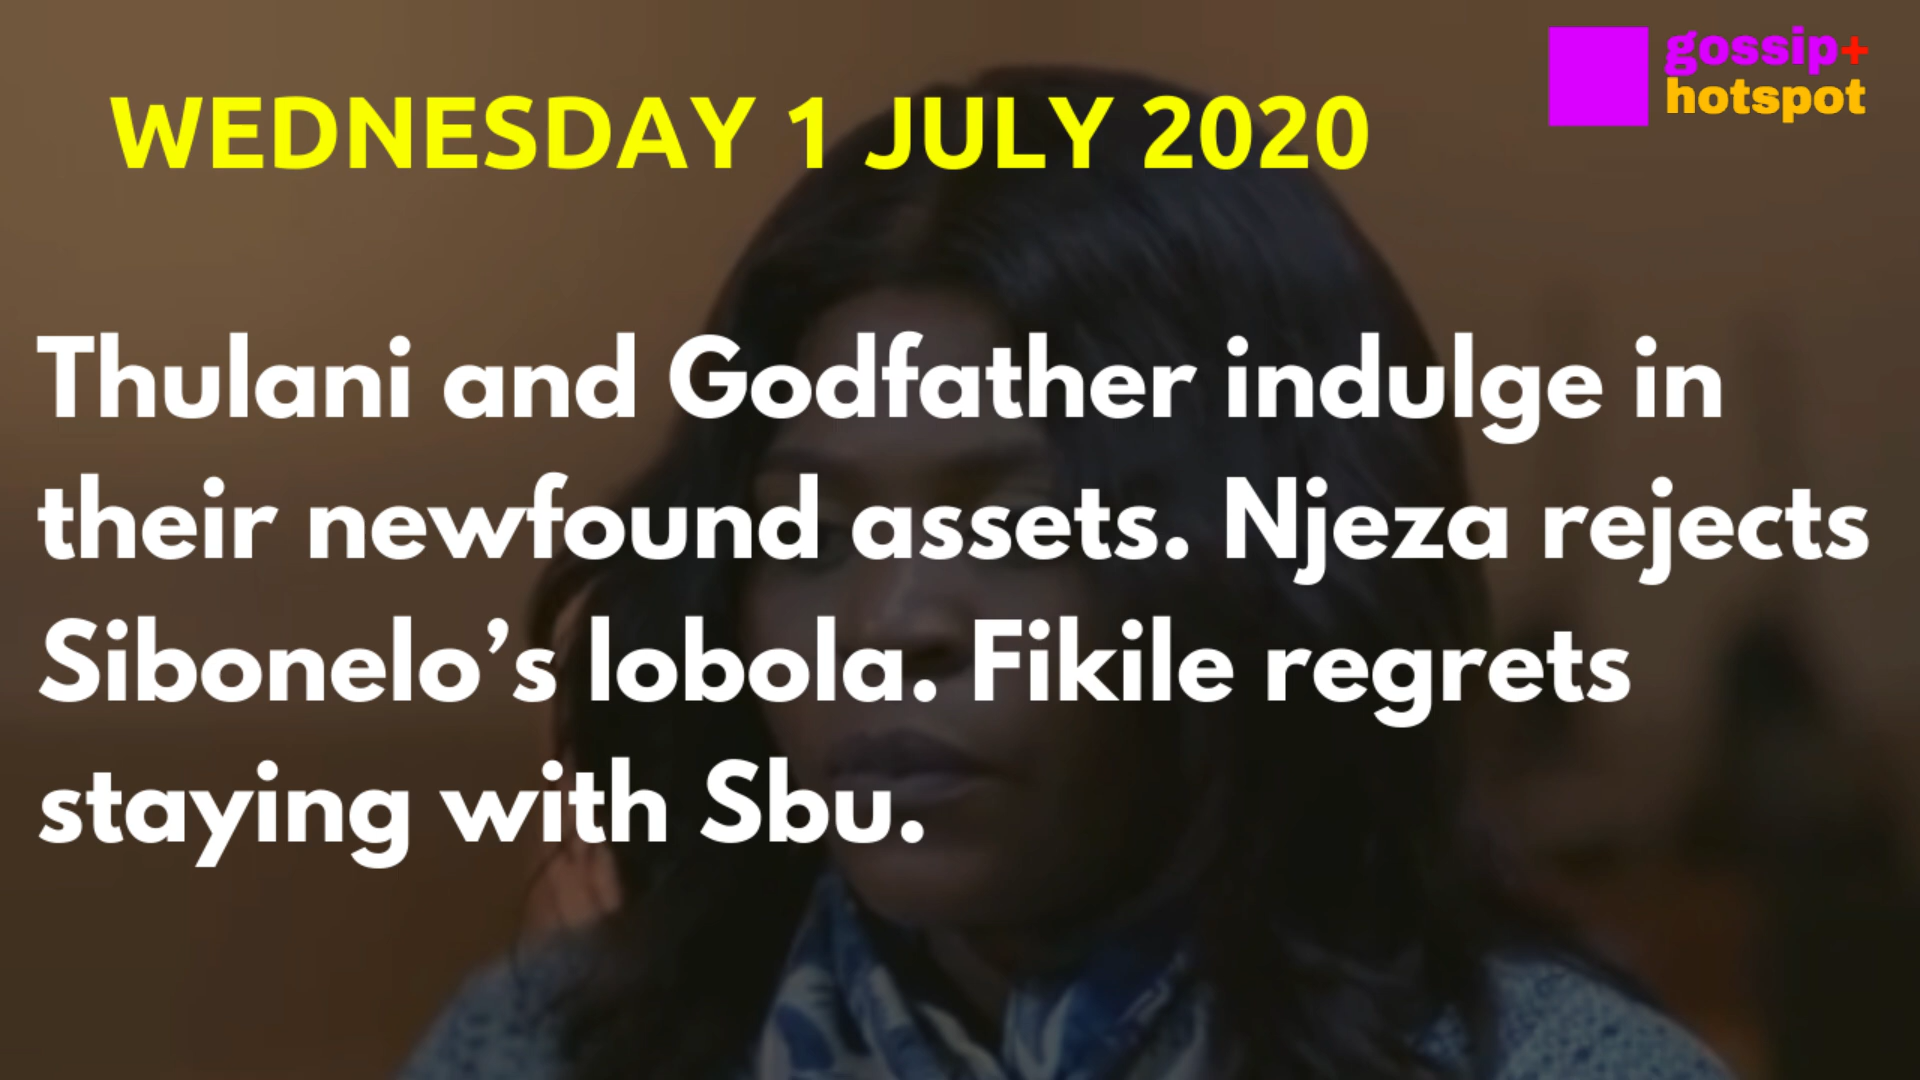 gossip+
hotspot
WEDNESDAY 1 JULY 2020
Thulani and Godfather indulge in
their newfound assets. Njeza rejects
Sibonelo’s lobola. Fikile regrets
staying with Sbu.